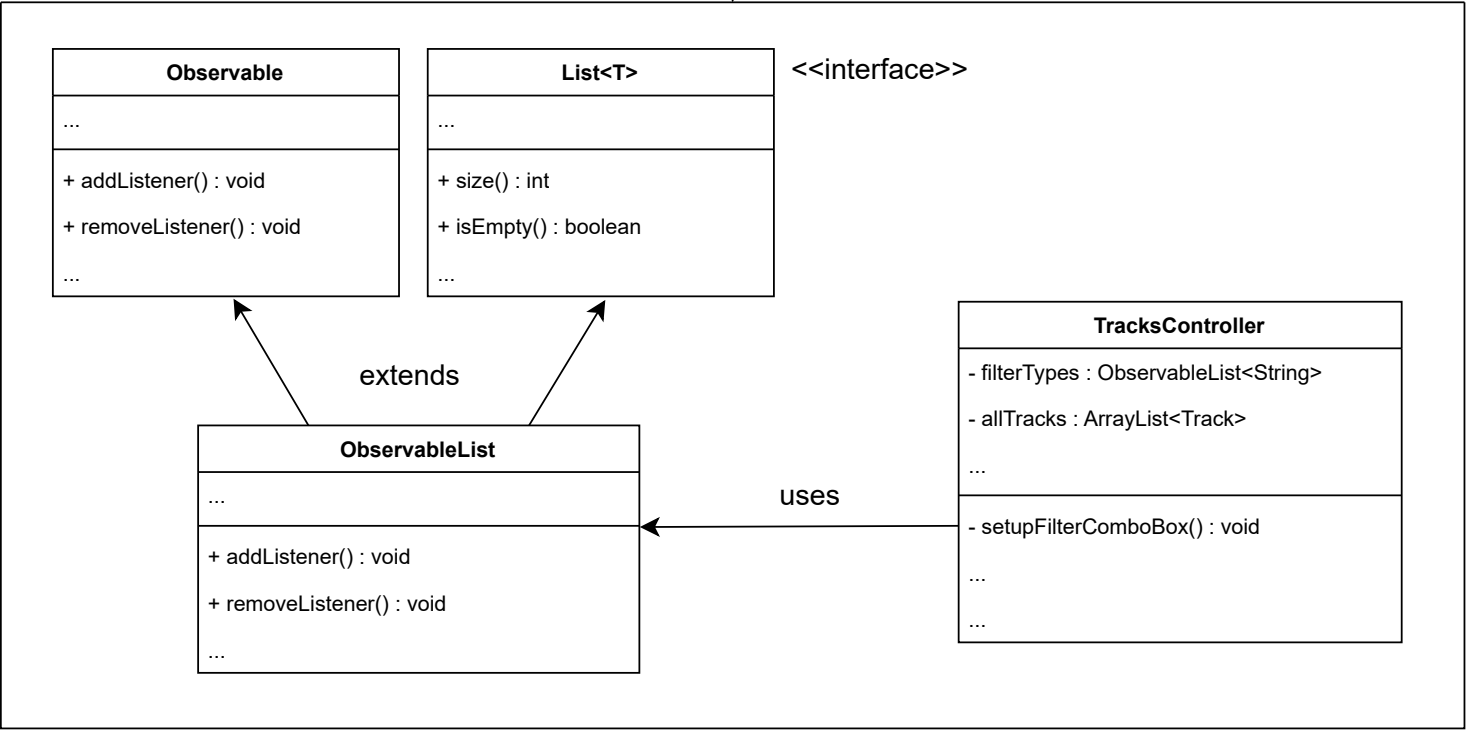 Observable
...
+ addListener() : void
+ removeListener() : void
...
List<T>
...
+ size() : int
+ isEmpty() : boolean
...
<<interface>>
extends
ObservableList
...
+ addListener() : void
+ removeListener() : void
...
uses
TracksController
- filterTypes : ObservableList<String>
- allTracks : ArrayList<Track>
...
- setupFilterComboBox() : void
...
...